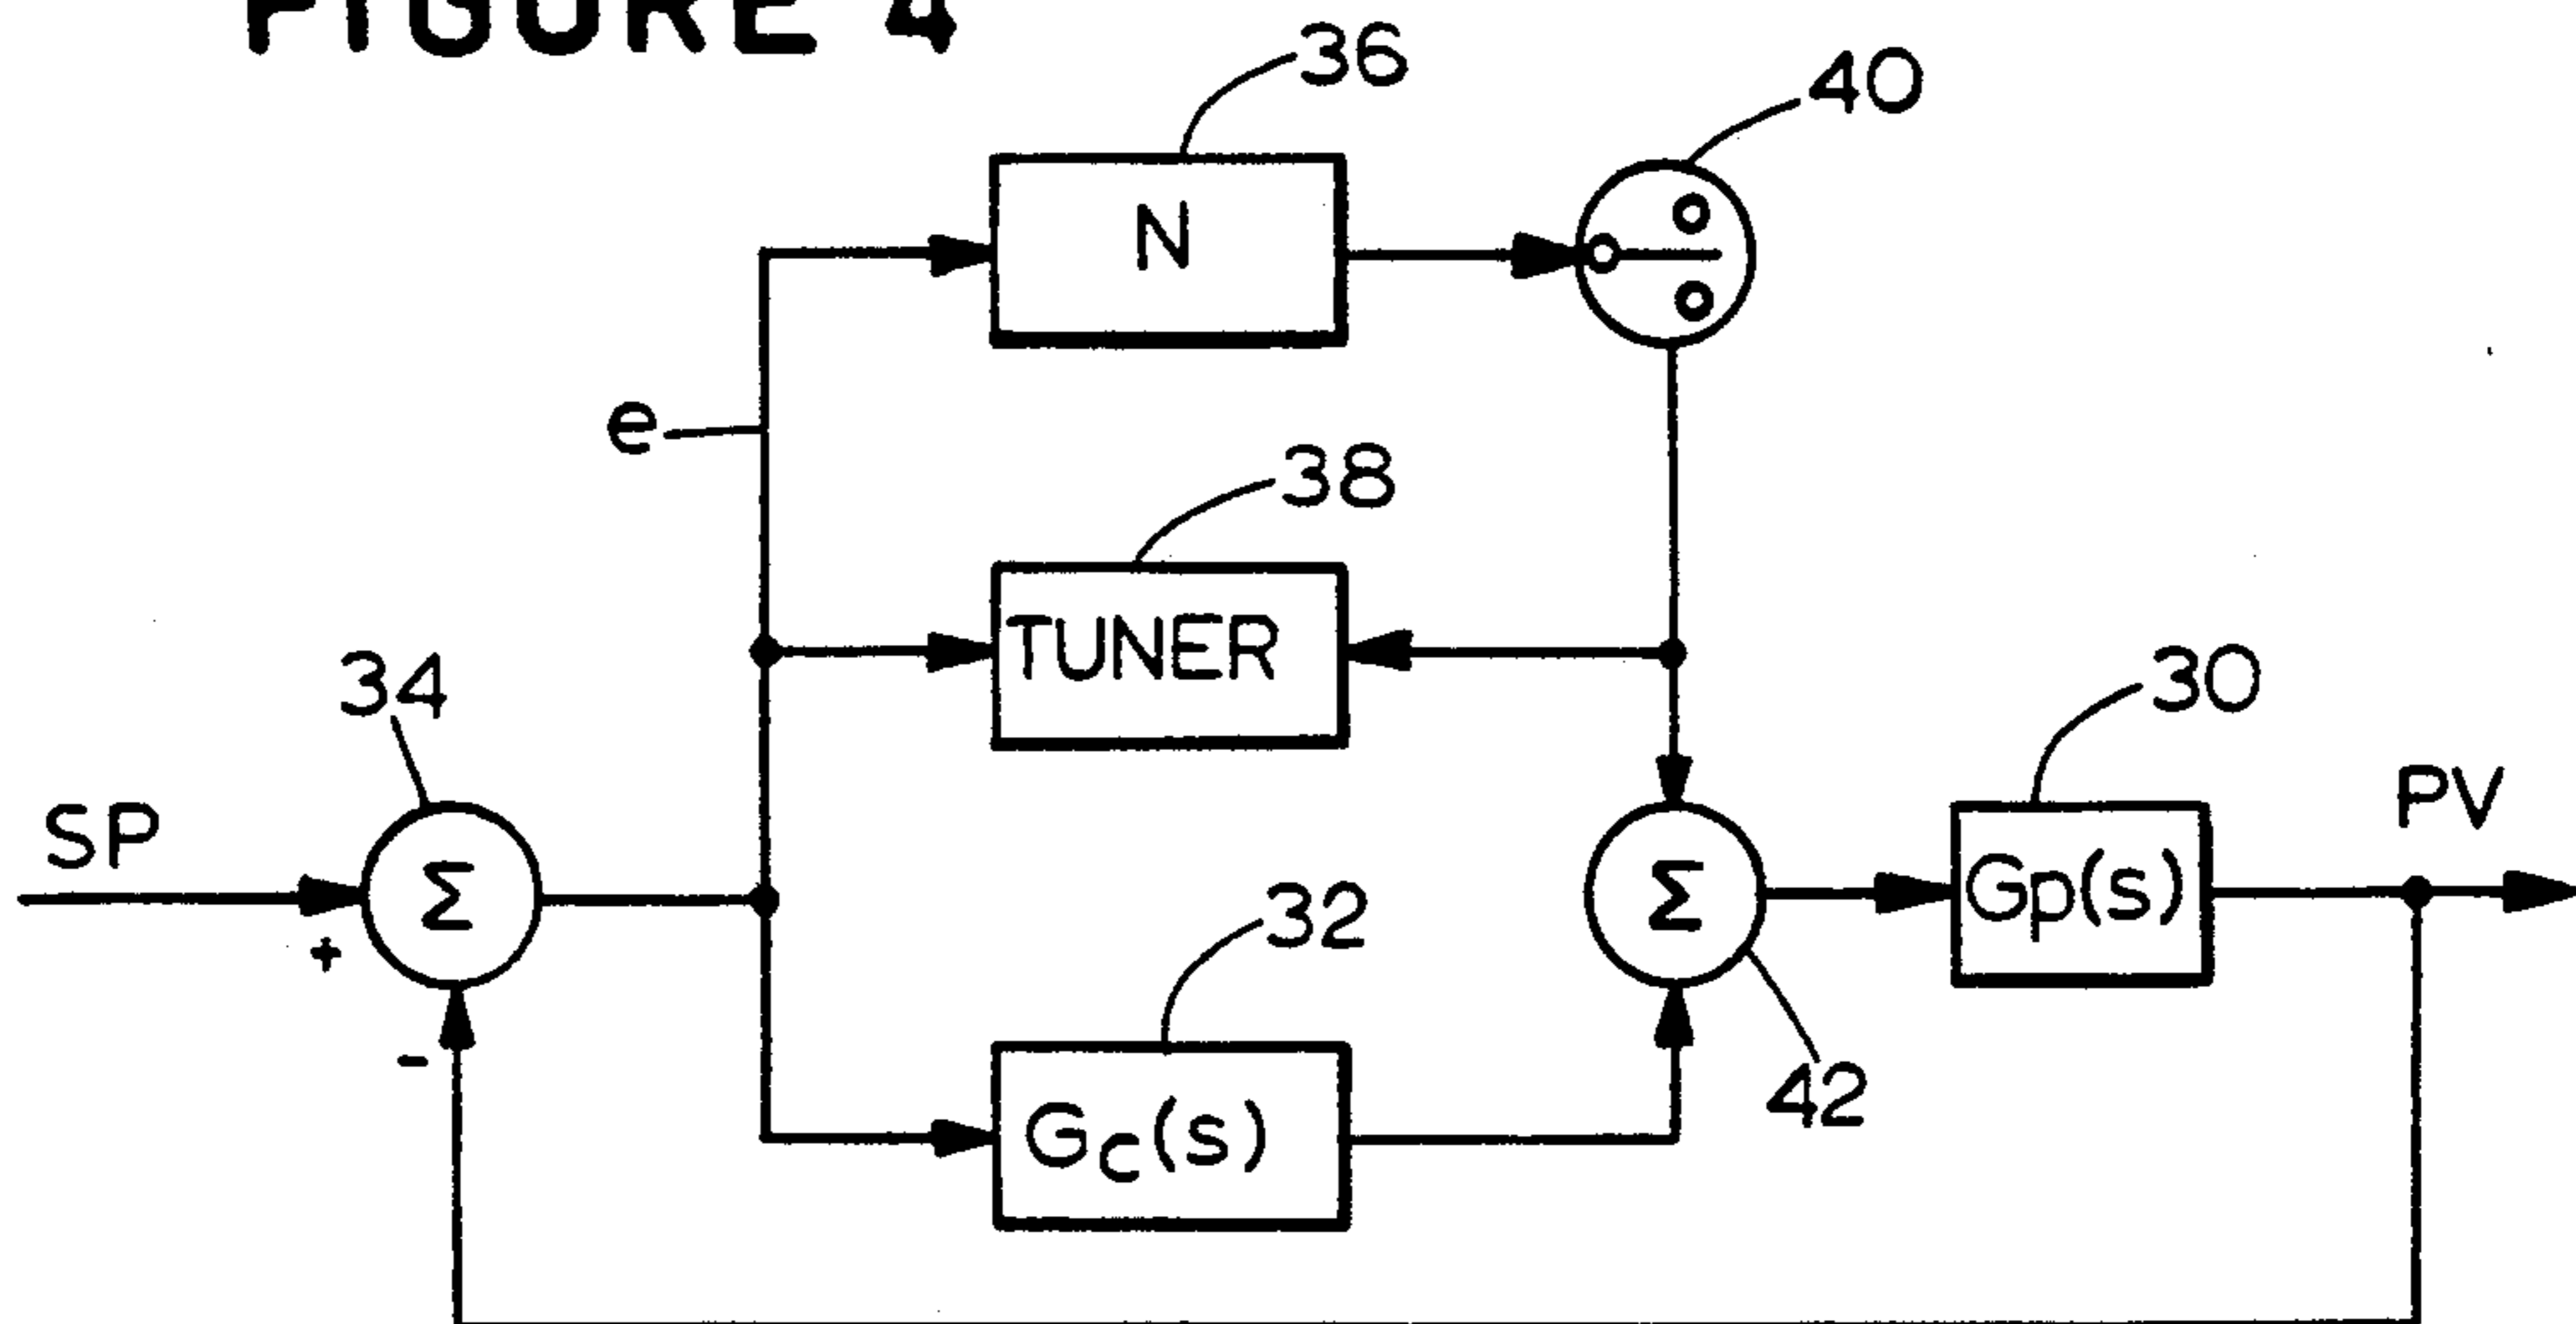 FIGURE 4
36
40
N
e
38
TUNER
34
30
SP
PV
Σ
Σ
Gp(s)
+
32
-
42
Gc(s)